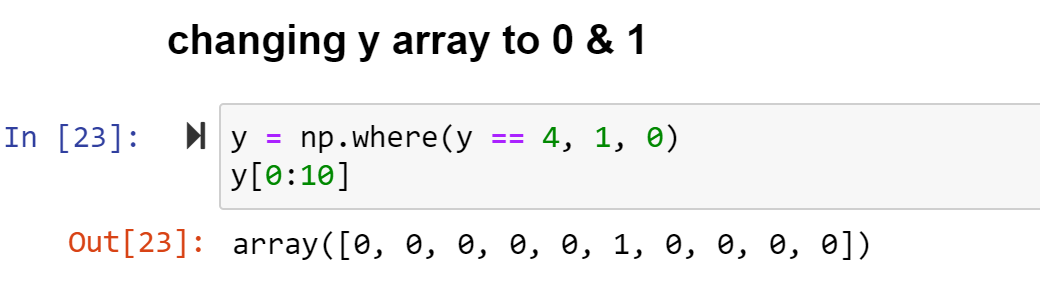 changing y array to 0 & 1
In [23]: y = np.where(y == 4, 1, 0)
y[0:10]
Out[23]: array([0, 0, 0, 0, 0, 1, 0, 0, 0, 0])